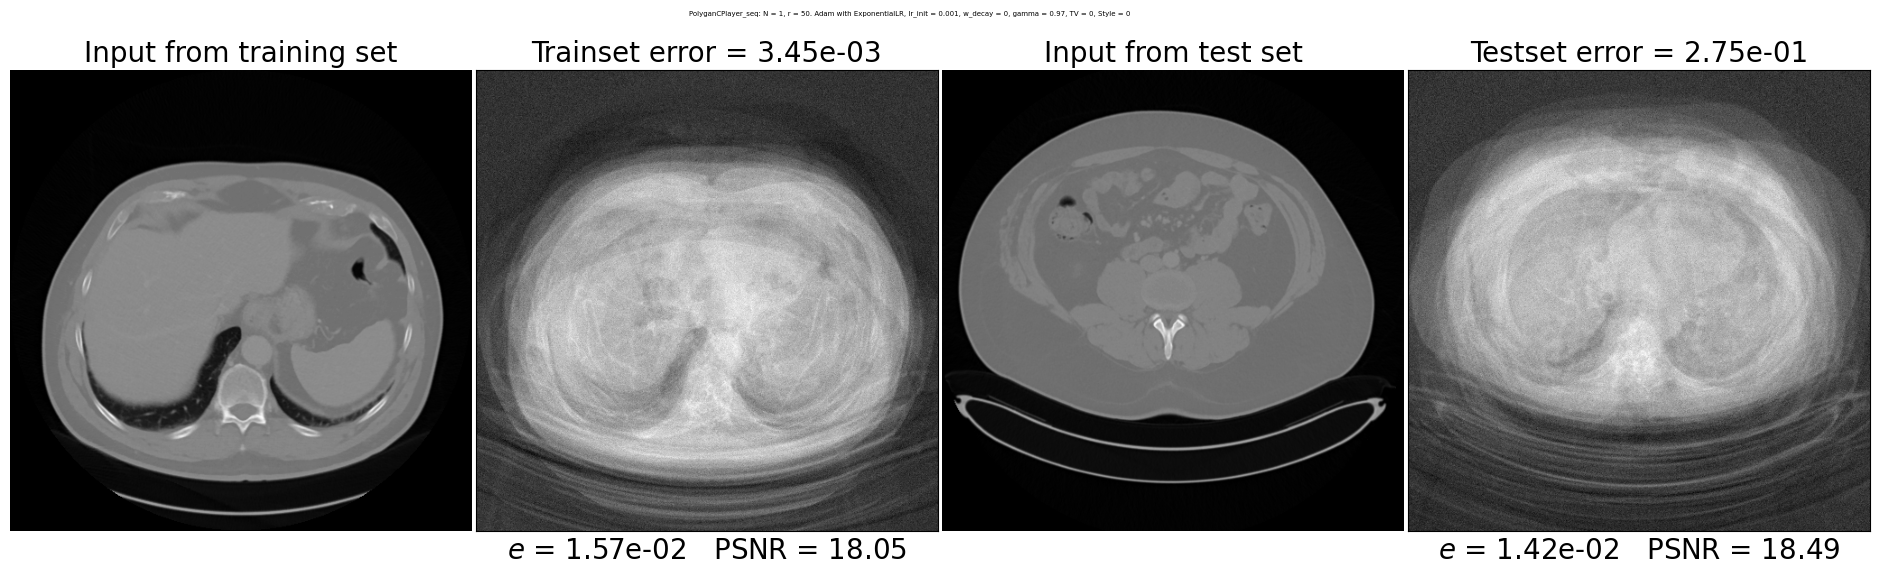 PolyganCPlayer_seq: N = 1, r = 50. Adam with ExponentialLR, lr_init = 0.001, w_decay = 0, gamma = 0.97, TV = 0, Style = 0
Input from training set
Trainset error = 3.45e-03
Input from test set
Testset error = 2.75e-01
e = 1.57e-02 PSNR = 18.05
e = 1.42e-02 PSNR = 18.49